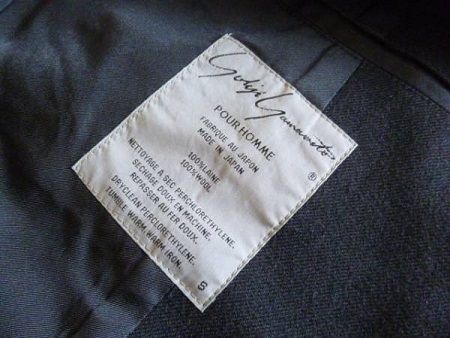 Yohji Yamamoto
POUR HOMME
FABRIQUE AU JAPON
MADE IN JAPAN
®
100%LAINE
100%WOOL
NETTOYAGE A SEC PERCHLORETHYLENE.
SECHAGE DOUX EN MACHINE.
REPASSER AU FER DOUX.
DRYCLEAN PERCLORETHYLENE.
TUMBLE WARM WARM IRON.
S